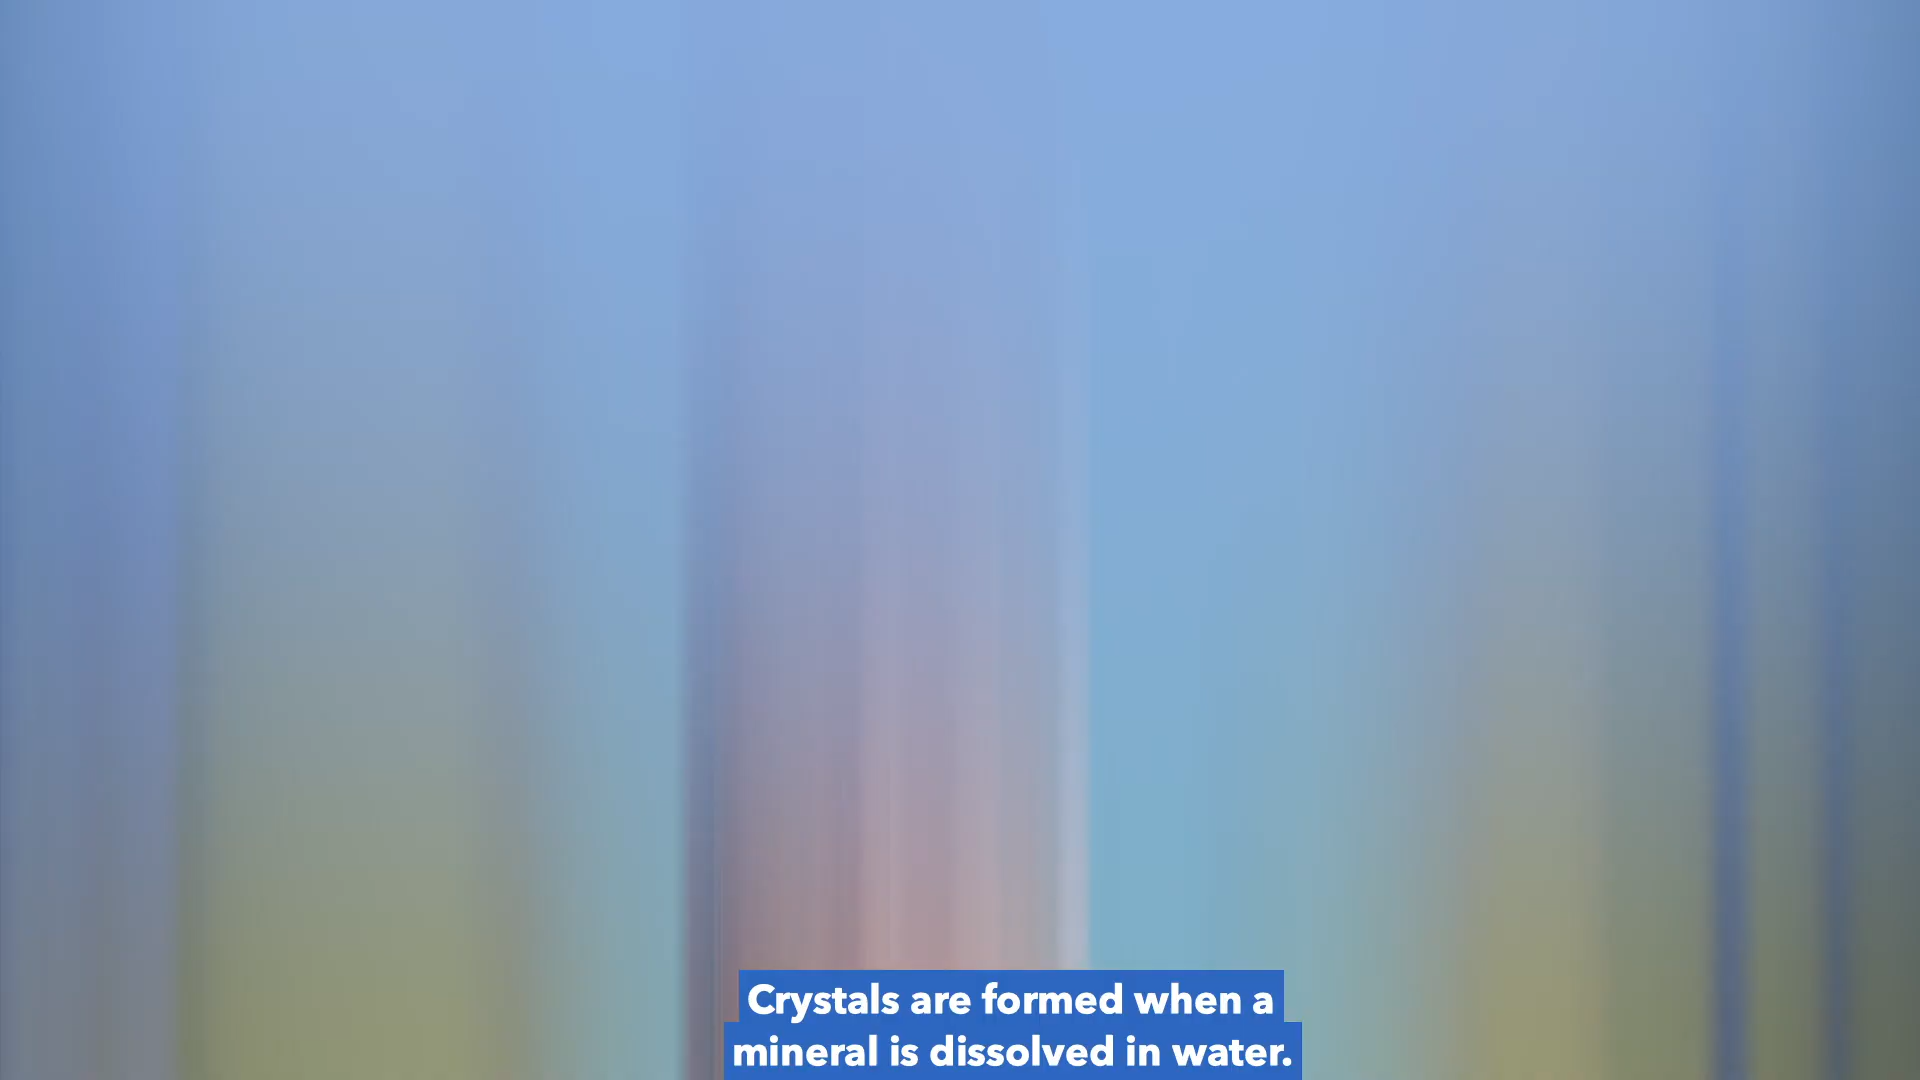 Crystals are formed when a
mineral is dissolved in water.